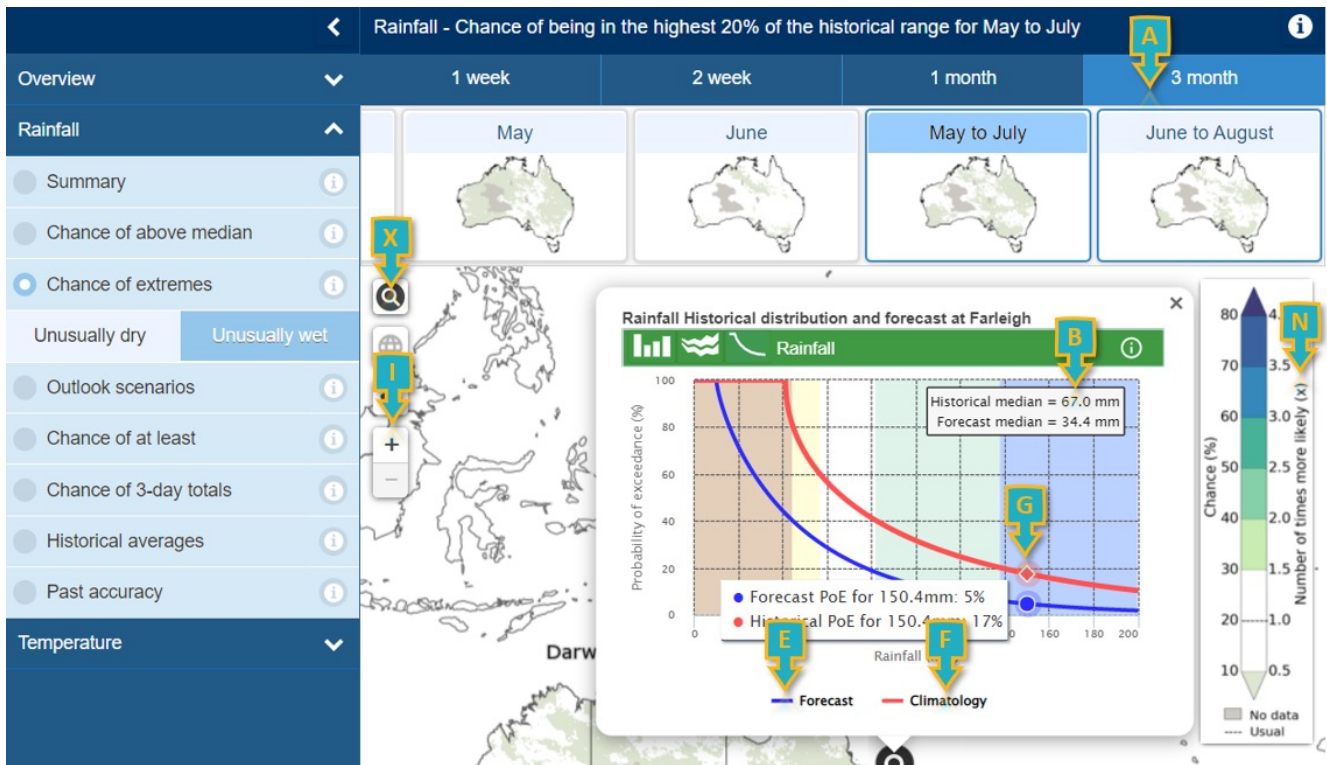 Rainfall - Chance of being in the highest 20% of the historical range for May to July
A
Overview
1 week
2 week
1 month
3 month
Rainfall
May
June
May to July
June to August
Summary
Chance of above median
Chance of extremes
Unusually dry
Unusually wet
Outlook scenarios
Chance of at least
Chance of 3-day totals
Historical averages
Past accuracy
Temperature
X
I
+
−
Rainfall Historical distribution and forecast at Farleigh
Rainfall
B
Historical median = 67.0 mm
Forecast median = 34.4 mm
Probability of exceedance (%)
100
80
60
40
20
0
G
Forecast PoE for 150.4mm: 5%
Historical PoE for 150.4mm: 17%
0
160
180
200
Rainfall
E
F
Forecast
Climatology
Darw
N
Chance (%)
80
70
60
50
40
30
20
10
4.
3.5
3.0
2.5
2.0
1.5
1.0
0.5
Number of times more likely (x)
No data
Usual